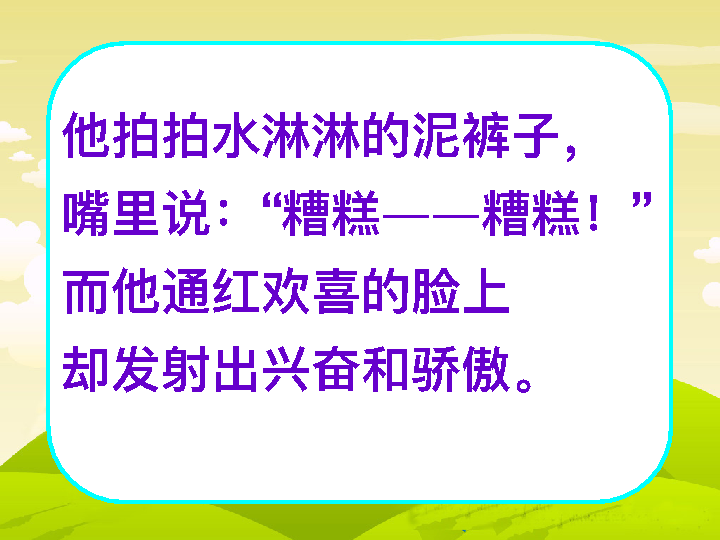 他拍拍水淋淋的泥裤子，
嘴里说：“糟糕——糟糕！”
而他通红欢喜的脸上
却发射出兴奋和骄傲。